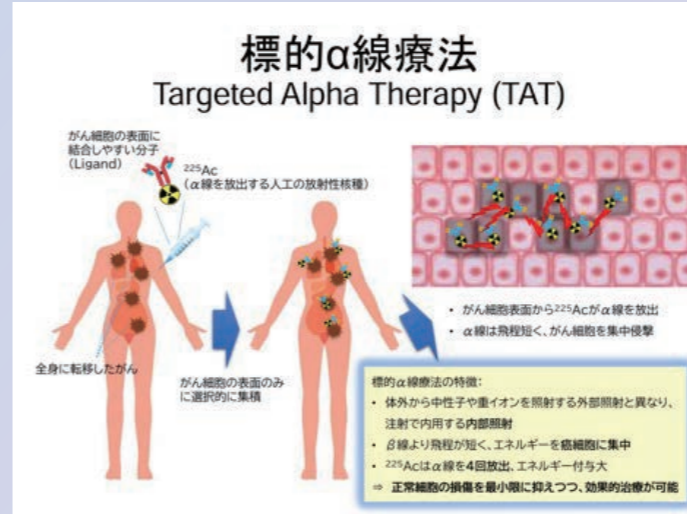 標的α線療法
Targeted Alpha Therapy (TAT)
がん細胞の表面に
結合しやすい分子
(Ligand)
²²⁵Ac
(α線を放出する人工の放射性核種)
全身に転移したがん
がん細胞の表面のみ
に選択的に集積
• がん細胞表面から²²⁵Acがα線を放出
• α線は飛程短く、がん細胞を集中侵撃
標的α線療法の特徴:
• 体外から中性子や重イオンを照射する外部照射と異なり、
注射で内用する内部照射
• β線より飛程が短く、エネルギーを癌細胞に集中
• ²²⁵Acはα線を4回放出、エネルギー付与大
⇒ 正常細胞の損傷を最小限に抑えつつ、効果的治療が可能